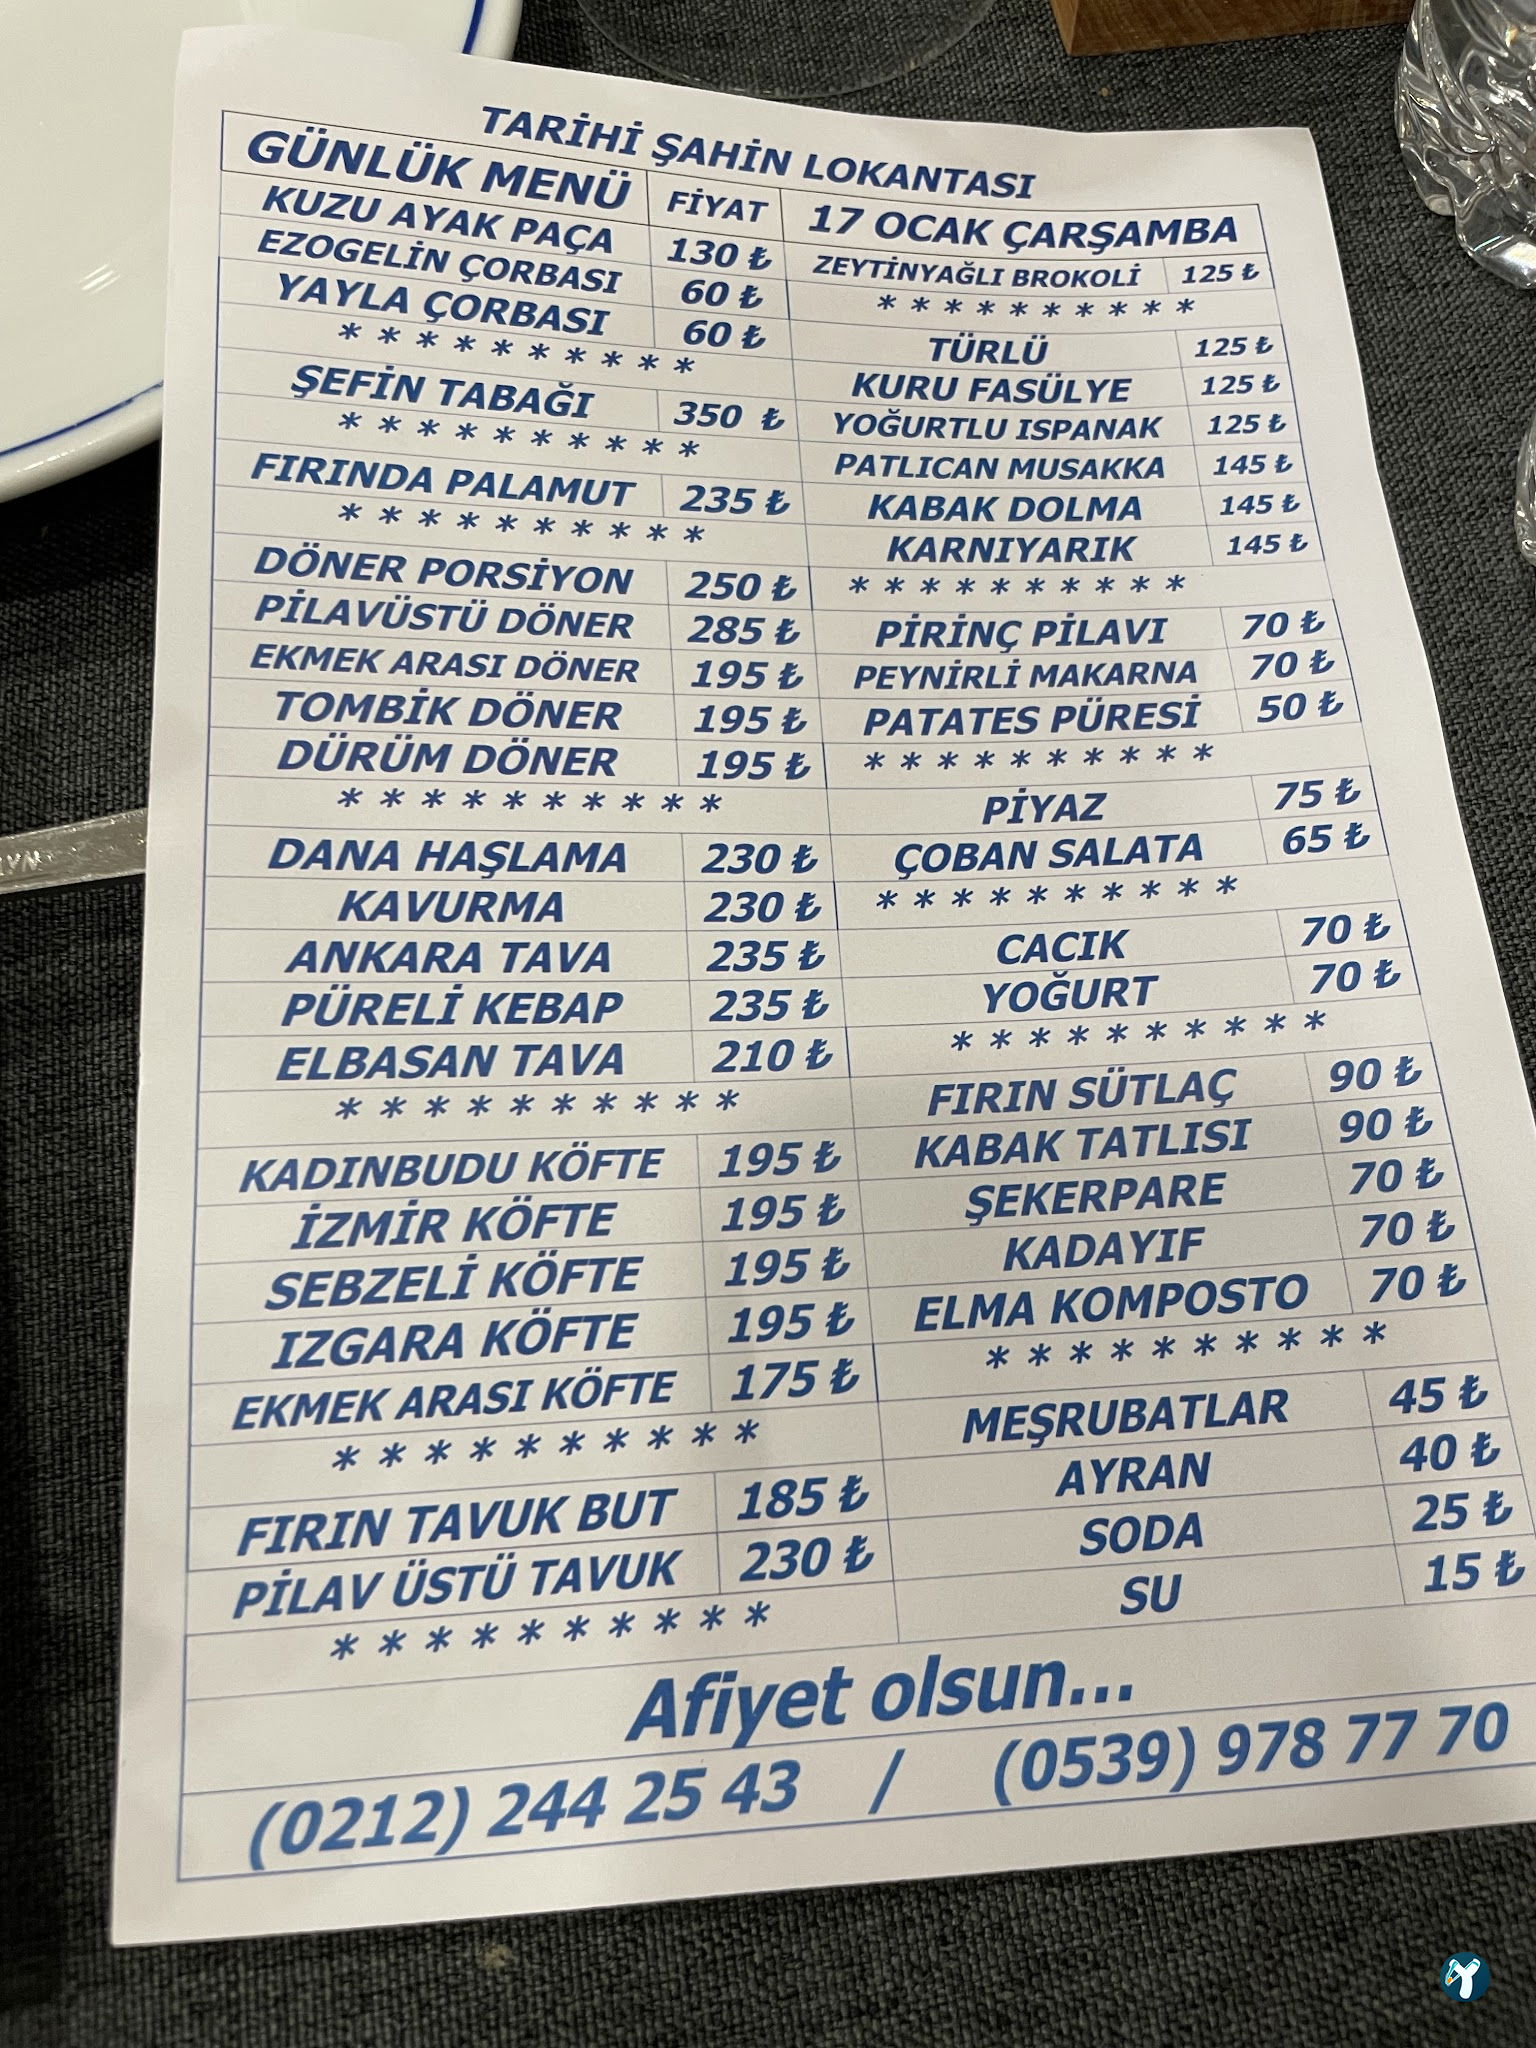 TARİHİ ŞAHİN LOKANTASI
GÜNLÜK MENÜ FİYAT
KUZU AYAK PAÇA 130 ₺
EZOGELİN ÇORBASI 60 ₺
YAYLA ÇORBASI 60 ₺
* * * * * * * * * *
ŞEFİN TABAĞI 350 ₺
* * * * * * * * * *
FIRINDA PALAMUT 235 ₺
* * * * * * * * * *
DÖNER PORSİYON 250 ₺
PİLAVÜSTÜ DÖNER 285 ₺
EKMEK ARASI DÖNER 195 ₺
TOMBİK DÖNER 195 ₺
DÜRÜM DÖNER 195 ₺
* * * * * * * * * *
DANA HAŞLAMA 230 ₺
KAVURMA 230 ₺
ANKARA TAVA 235 ₺
PÜRELİ KEBAP 235 ₺
ELBASAN TAVA 210 ₺
* * * * * * * * * *
KADINBUDU KÖFTE 195 ₺
İZMİR KÖFTE 195 ₺
SEBZELİ KÖFTE 195 ₺
IZGARA KÖFTE 195 ₺
EKMEK ARASI KÖFTE 175 ₺
* * * * * * * * * *
FIRIN TAVUK BUT 185 ₺
PİLAV ÜSTÜ TAVUK 230 ₺
* * * * * * * * * *
17 OCAK ÇARŞAMBA
ZEYTİNYAĞLI BROKOLİ 125 ₺
* * * * * * * * * *
TÜRLÜ 125 ₺
KURU FASÜLYE 125 ₺
YOĞURTLU ISPANAK 125 ₺
PATLICAN MUSAKKA 145 ₺
KABAK DOLMA 145 ₺
KARNIYARIK 145 ₺
* * * * * * * * * *
PİRİNÇ PİLAVI 70 ₺
PEYNİRLİ MAKARNA 70 ₺
PATATES PÜRESİ 50 ₺
* * * * * * * * * *
PİYAZ 75 ₺
ÇOBAN SALATA 65 ₺
* * * * * * * * * *
CACIK 70 ₺
YOĞURT 70 ₺
* * * * * * * * * *
FIRIN SÜTLAÇ 90 ₺
KABAK TATLISI 90 ₺
ŞEKERPARE 70 ₺
KADAYIF 70 ₺
ELMA KOMPOSTO 70 ₺
* * * * * * * * * *
MEŞRUBATLAR 45 ₺
AYRAN 40 ₺
SODA 25 ₺
SU 15 ₺
Afiyet olsun...
(0212) 244 25 43 / (0539) 978 77 70